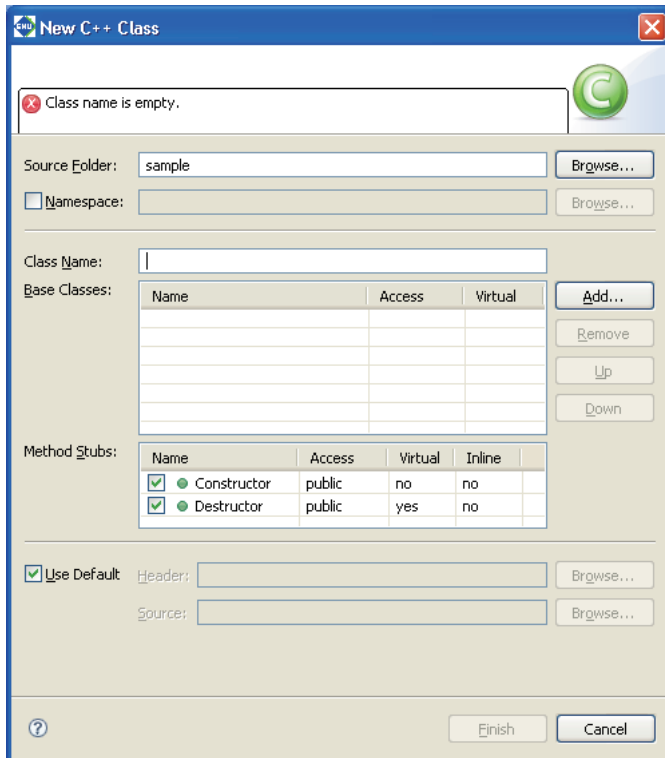 GNU New C++ Class
Class name is empty.
C
Source Folder: sample Browse...
Namespace: Browse...
Class Name:
Base Classes: Name Access Virtual Add...
Remove
Up
Down
Method Stubs: Name Access Virtual Inline
Constructor public no no
Destructor public yes no
Use Default Header: Browse...
Source: Browse...
? Finish Cancel